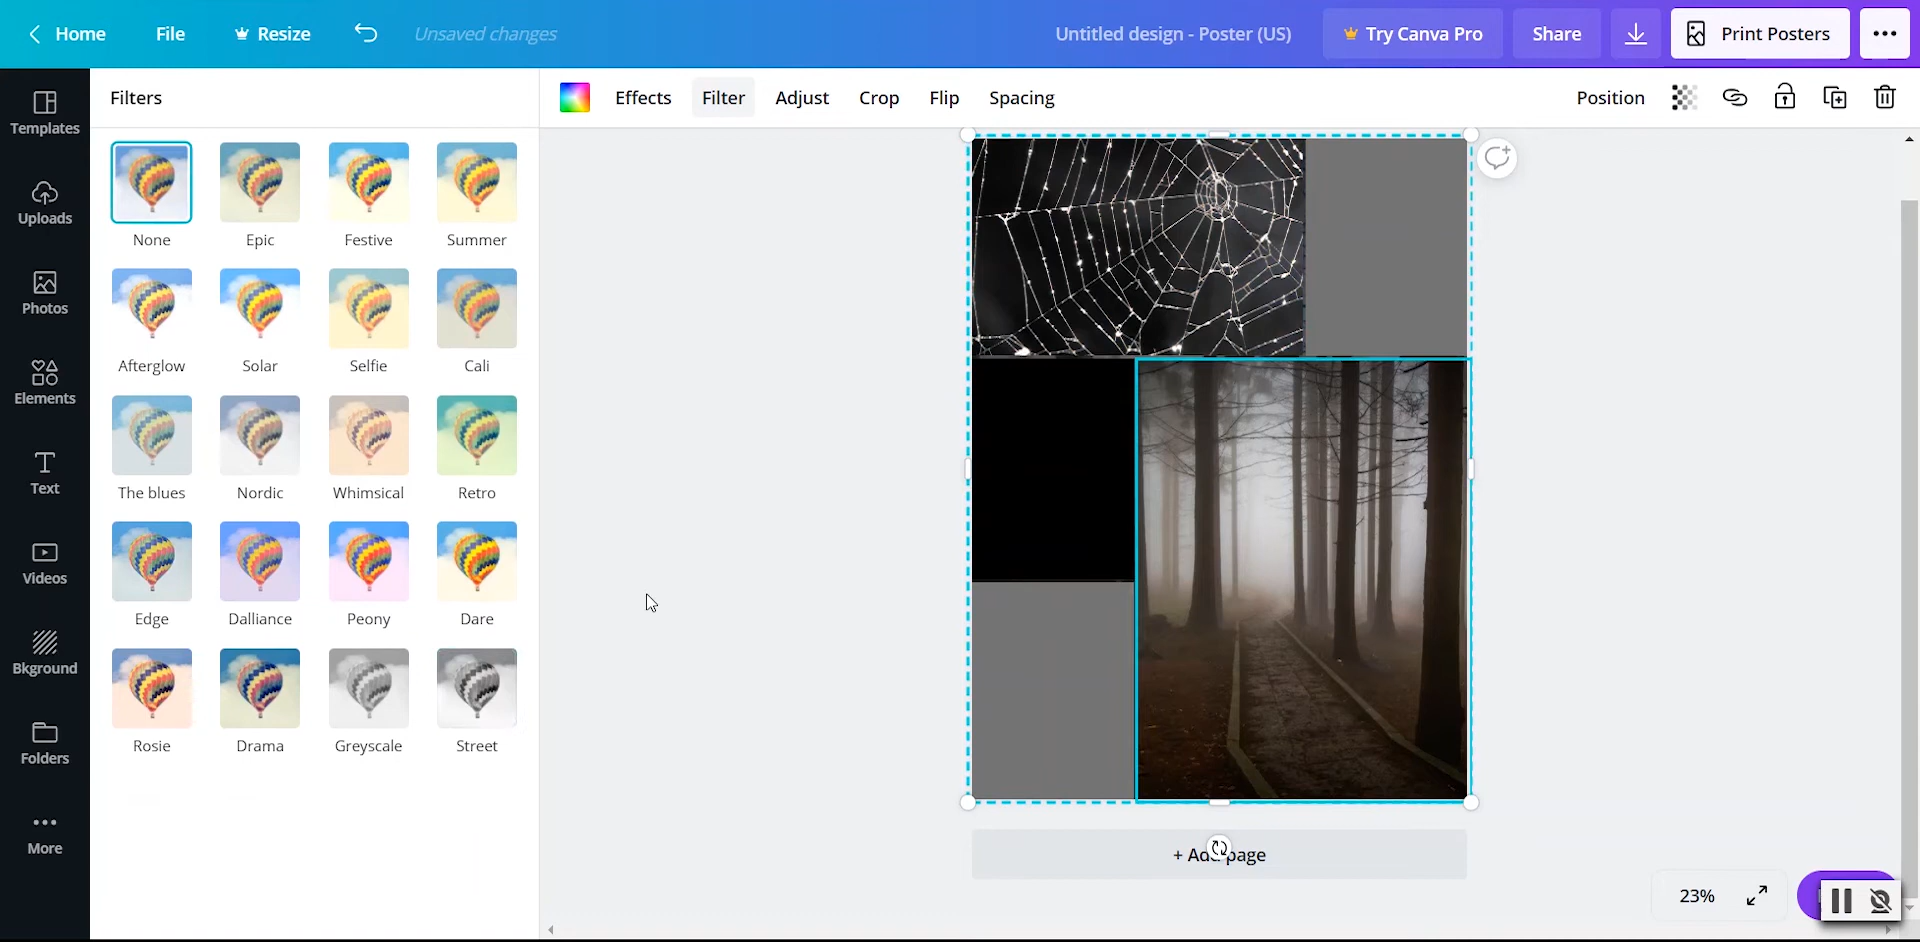 Home File Resize Unsaved changes Untitled design - Poster (US) Try Canva Pro Share Print Posters
Templates
Uploads
Photos
Elements
Text
Videos
Bkground
Folders
More
Filters
Effects Filter Adjust Crop Flip Spacing Position
None Epic Festive Summer
Afterglow Solar Selfie Cali
The blues Nordic Whimsical Retro
Edge Dalliance Peony Dare
Rosie Drama Greyscale Street
+ Add page
23%